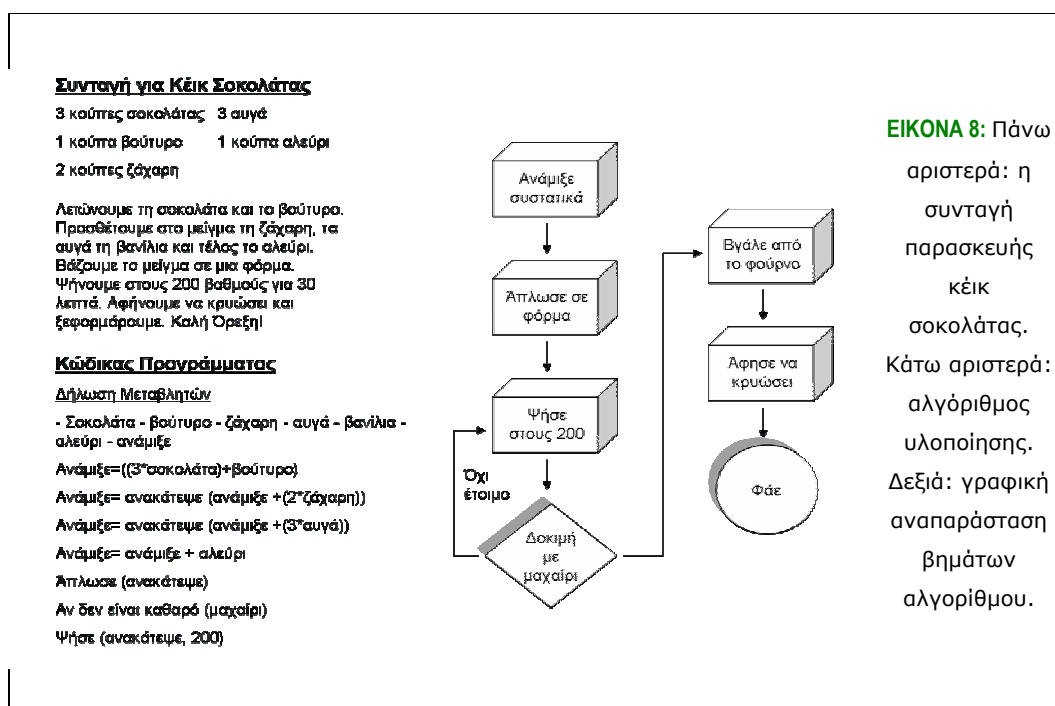 Συνταγή για Κέικ Σοκολάτας
3 κούπες σοκολάτας 3 αυγά
1 κούπα βούτυρο 1 κούπα αλεύρι
2 κούπες ζάχαρη
Λειώνουμε τη σοκολάτα και το βούτυρο.
Προσθέτουμε στο μείγμα τη ζάχαρη, τα
αυγά τη βανίλια και τέλος το αλεύρι.
Βάζουμε το μείγμα σε μια φόρμα.
Ψήνουμε στους 200 βαθμούς για 30
λεπτά. Αφήνουμε να κρυώσει και
ξεφορμάρουμε. Καλή Όρεξη!
Κώδικας Προγράμματος
Δήλωση Μεταβλητών
- Σοκολάτα - βούτυρο - ζάχαρη - αυγά - βανίλια -
αλεύρι - ανάμιξε
Ανάμιξε=((3*σοκολάτα)+βούτυρο)
Ανάμιξε= ανακάτεψε (ανάμιξε +(2*ζάχαρη))
Ανάμιξε= ανακάτεψε (ανάμιξε +(3*αυγά))
Ανάμιξε= ανάμιξε + αλεύρι
Άπλωσε (ανακάτεψε)
Αν δεν είναι καθαρό (μαχαίρι)
Ψήσε (ανακάτεψε, 200)
Ανάμιξε
συστατικά
Άπλωσε σε
φόρμα
Ψήσε
στους 200
Όχι
έτοιμο
Δοκιμή
με
μαχαίρι
Βγάλε από
το φούρνο
Άφησε να
κρυώσει
Φάε
ΕΙΚΟΝΑ 8: Πάνω
αριστερά: η
συνταγή
παρασκευής
κέικ
σοκολάτας.
Κάτω αριστερά:
αλγόριθμος
υλοποίησης.
Δεξιά: γραφική
αναπαράσταση
βημάτων
αλγορίθμου.